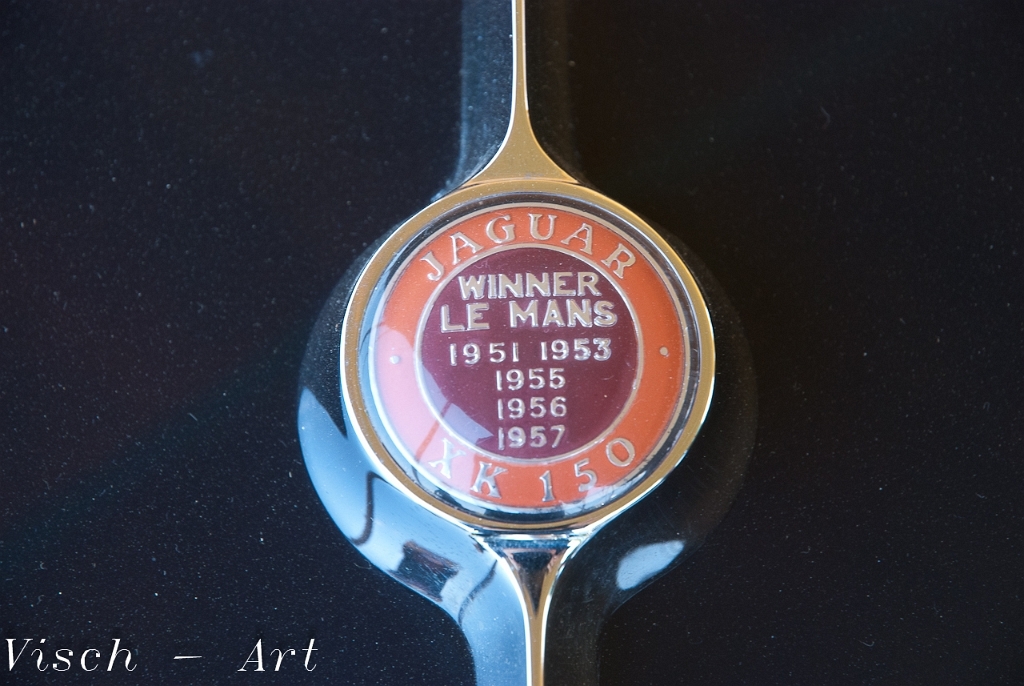 JAGUAR
WINNER
LE MANS
1951 1953
1955
1956
1957
XK 150
Visch - Art